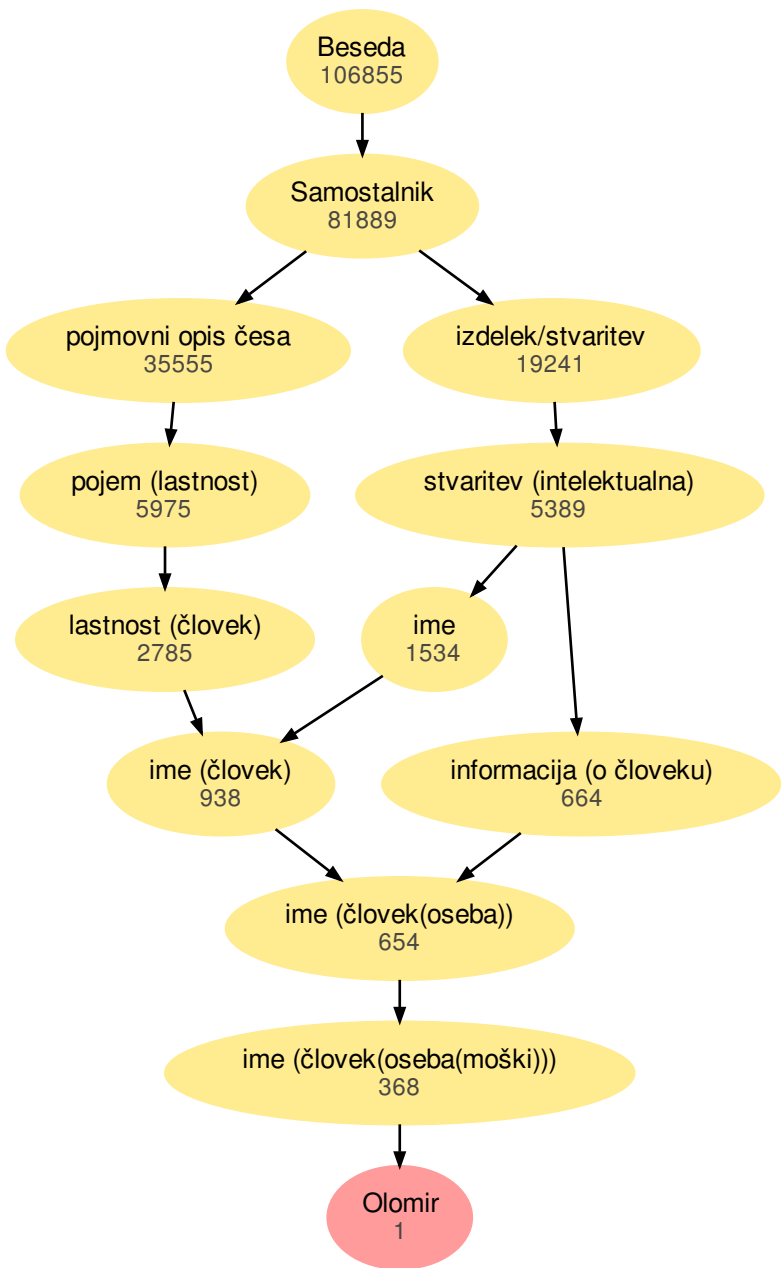 Beseda
106855
Samostalnik
81889
pojmovni opis česa
35555
izdelek/stvaritev
19241
pojem (lastnost)
5975
stvaritev (intelektualna)
5389
lastnost (človek)
2785
ime
1534
ime (človek)
938
informacija (o človeku)
664
ime (človek(oseba))
654
ime (človek(oseba(moški)))
368
Olomir
1